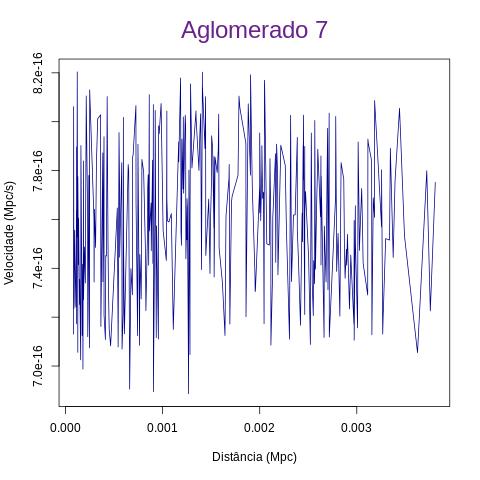 Aglomerado 7
Velocidade (Mpc/s)
8.2e-16
7.8e-16
7.4e-16
7.0e-16
0.000 0.001 0.002 0.003
Distância (Mpc)